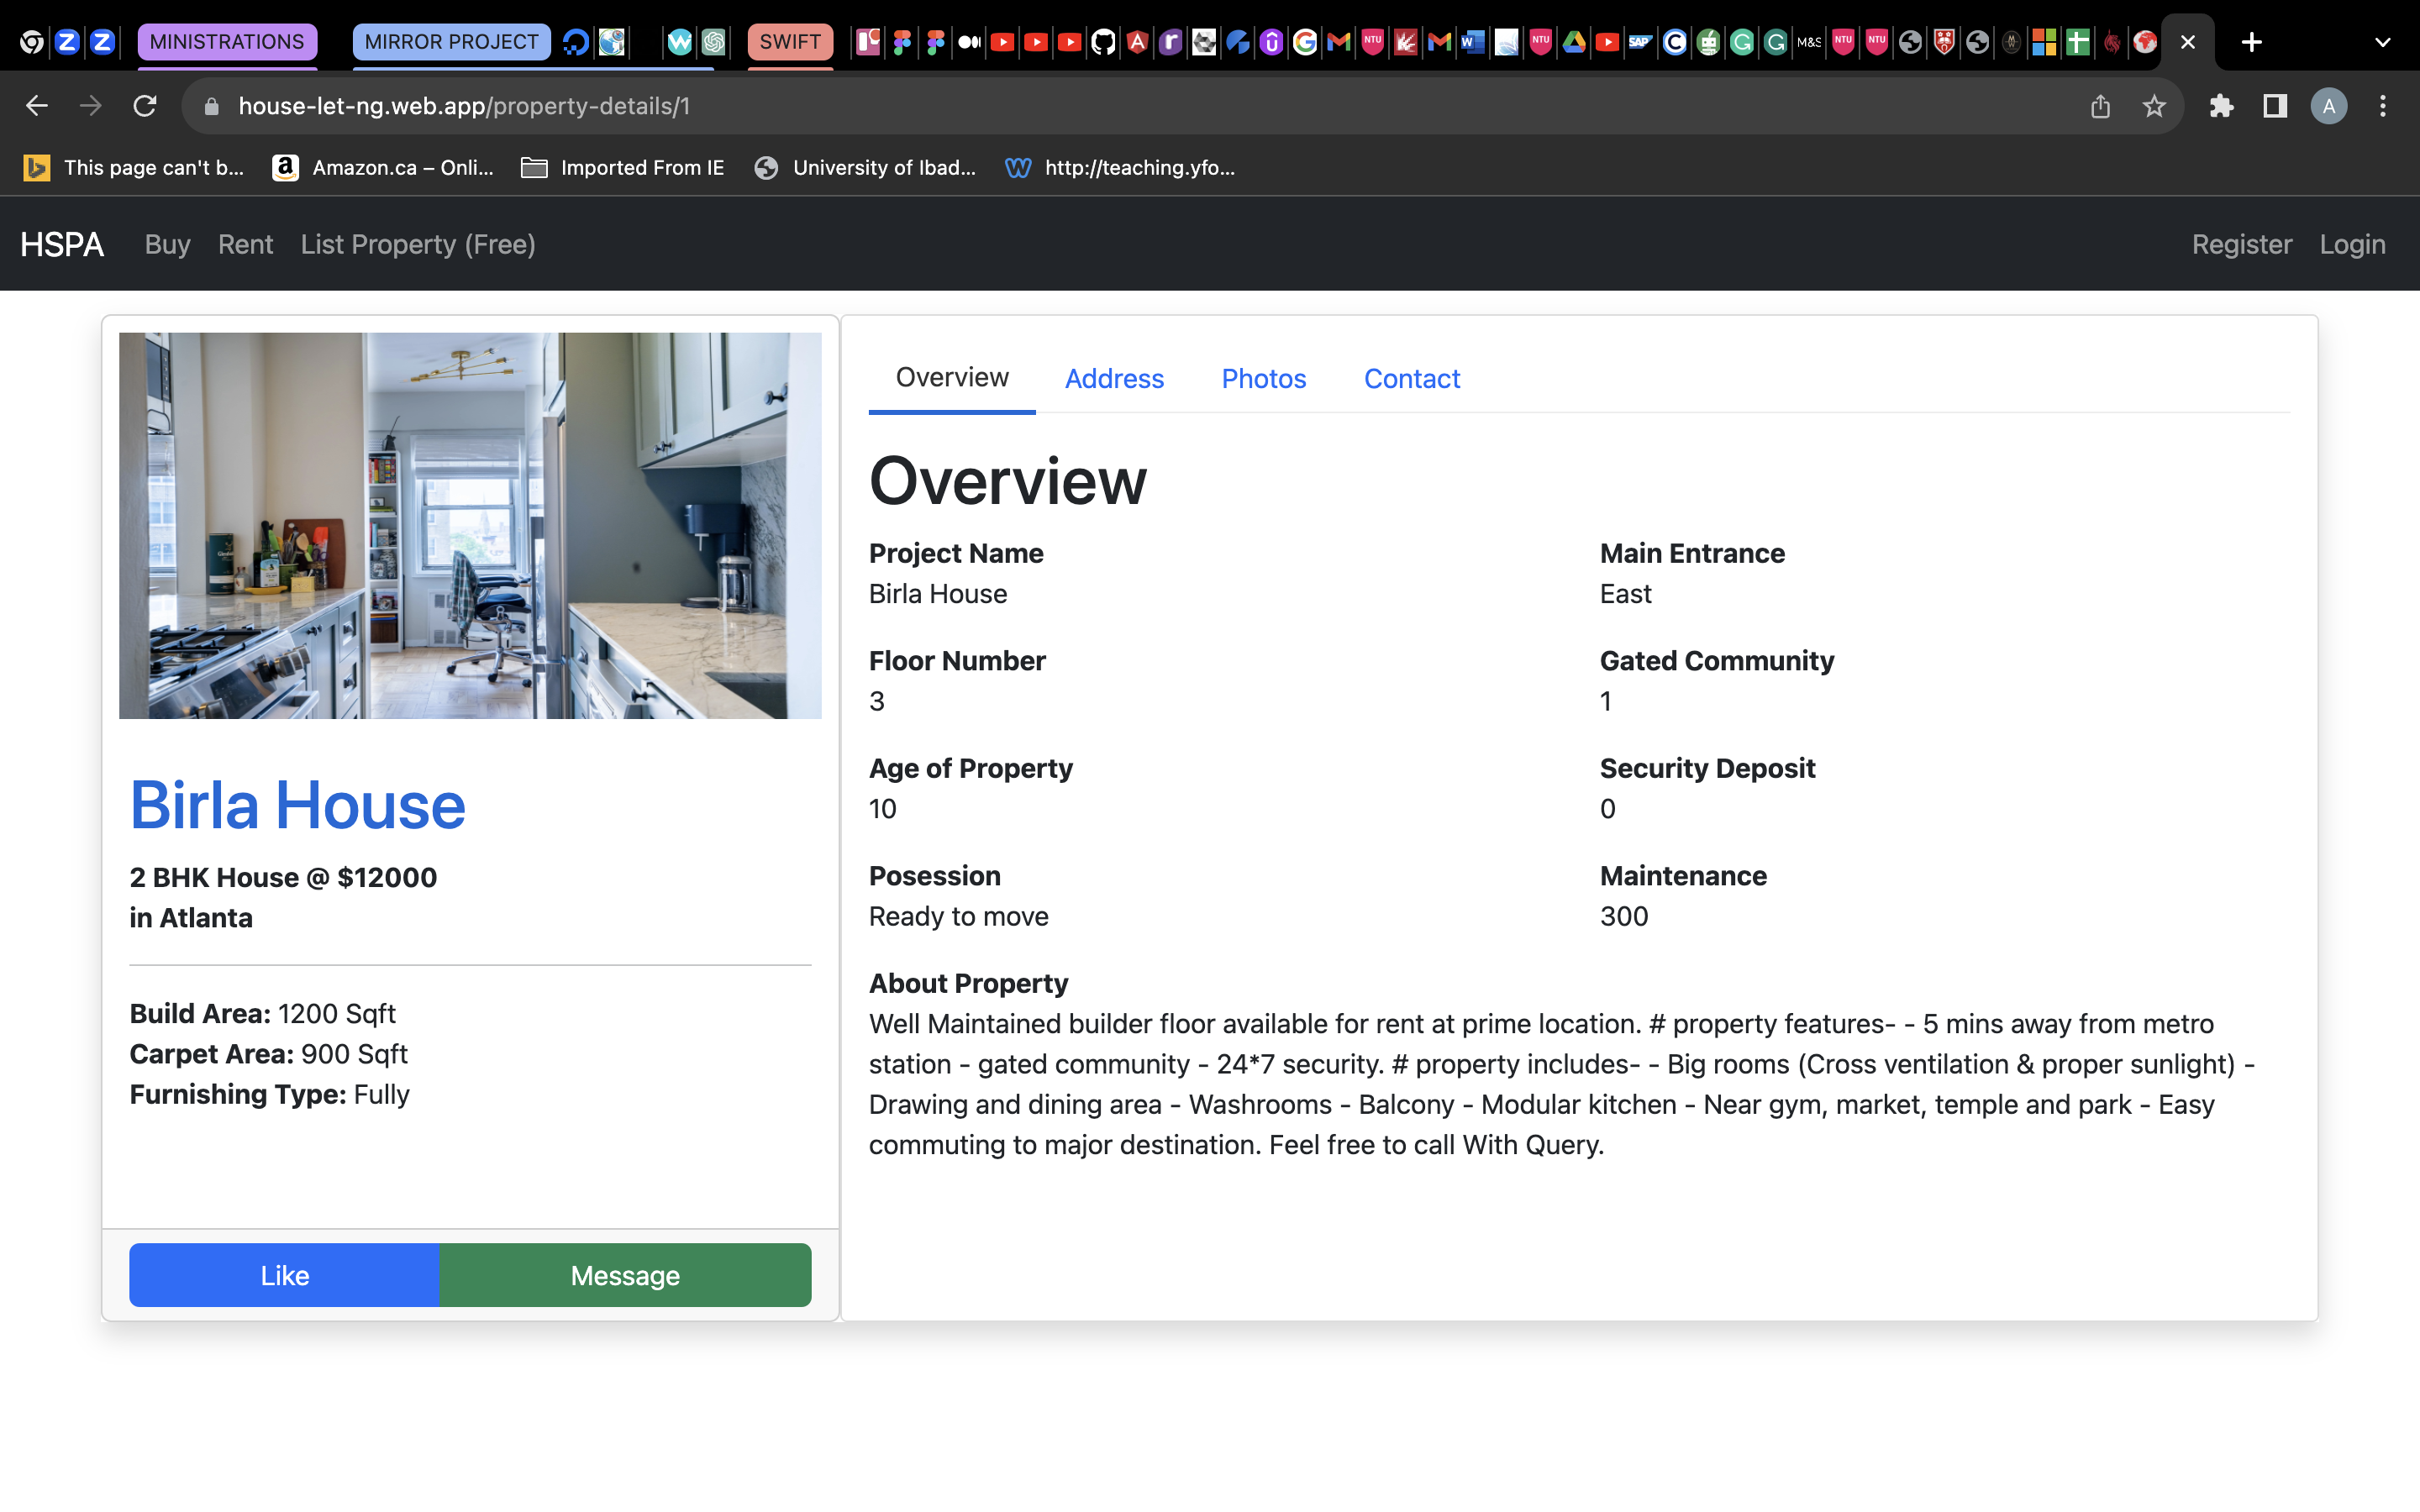 MINISTRATIONS MIRROR PROJECT SWIFT M&S
house-let-ng.web.app/property-details/1
A
This page can't b... Amazon.ca – Onli... Imported From IE University of Ibad... http://teaching.yfo...
HSPA Buy Rent List Property (Free) Register Login
Overview Address Photos Contact
Overview
Project Name
Birla House
Main Entrance
East
Floor Number
3
Gated Community
1
Age of Property
10
Security Deposit
0
Posession
Ready to move
Maintenance
300
About Property
Well Maintained builder floor available for rent at prime location. # property features- - 5 mins away from metro
station - gated community - 24*7 security. # property includes- - Big rooms (Cross ventilation & proper sunlight) -
Drawing and dining area - Washrooms - Balcony - Modular kitchen - Near gym, market, temple and park - Easy
commuting to major destination. Feel free to call With Query.
Birla House
2 BHK House @ $12000
in Atlanta
Build Area: 1200 Sqft
Carpet Area: 900 Sqft
Furnishing Type: Fully
Like Message